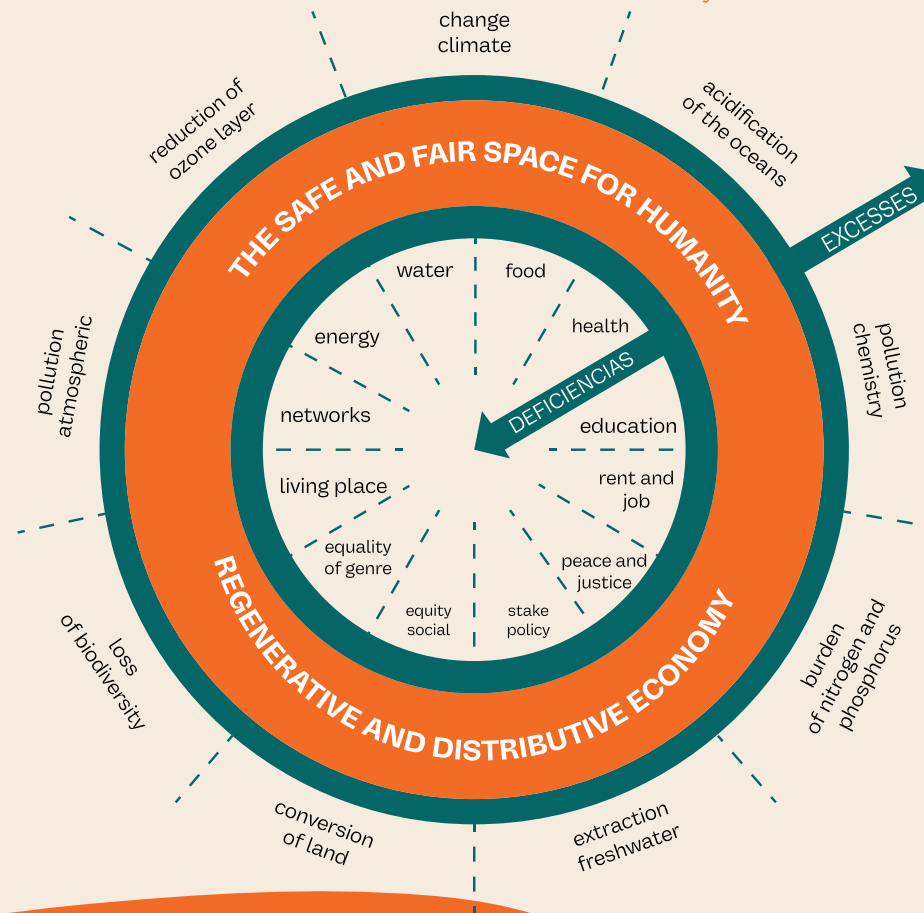 change
climate
acidification
of the oceans
EXCESSES
pollution
chemistry
burden
of nitrogen and
phosphorus
extraction
freshwater
conversion
of land
loss
of biodiversity
pollution
atmospheric
reduction of
ozone layer
THE SAFE AND FAIR SPACE FOR HUMANITY
REGENERATIVE AND DISTRIBUTIVE ECONOMY
water
food
health
DEFICIENCIAS
education
rent and
job
peace and
justice
stake
policy
equity
social
equality
of genre
living place
networks
energy